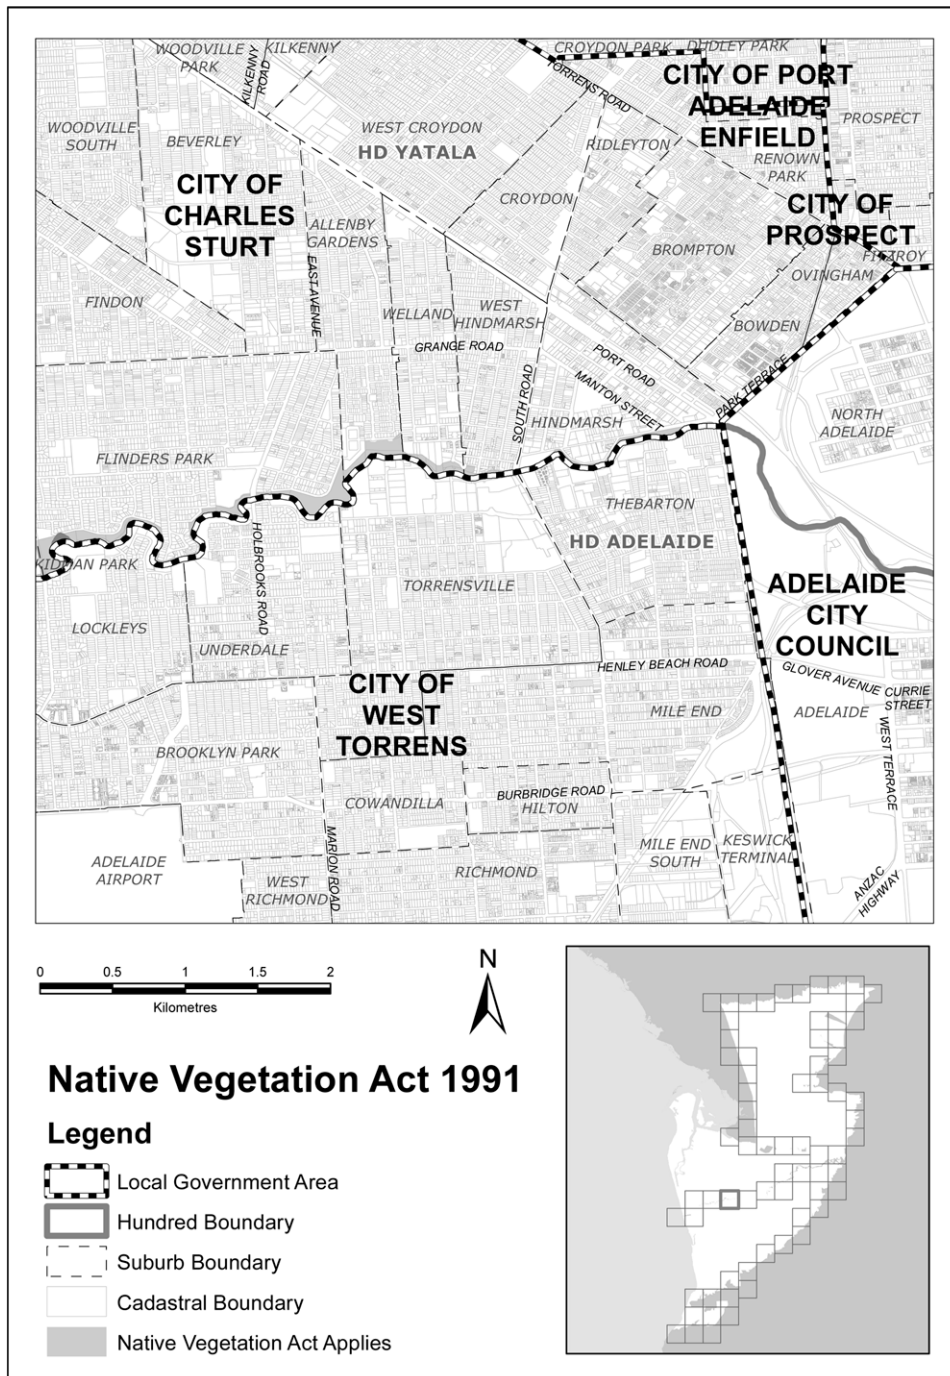 WOODVILLE
PARK
KILKENNY
ROAD
KILKENNY
CROYDON PARK
DUDLEY PARK
TORRENS ROAD
CITY OF PORT
ADELAIDE
ENFIELD
PROSPECT
WOODVILLE
SOUTH
BEVERLEY
WEST CROYDON
HD YATALA
RIDLEYTON
RENOWN
PARK
CITY OF
CHARLES
STURT
CROYDON
CITY OF
PROSPECT
ALLENBY
GARDENS
EAST AVENUE
BROMPTON
FITZROY
OVINGHAM
FINDON
WELLAND
WEST
HINDMARSH
BOWDEN
GRANGE ROAD
PORT ROAD
MANTON STREET
PARK TERRACE
SOUTH ROAD
HINDMARSH
NORTH
ADELAIDE
FLINDERS PARK
THEBARTON
HD ADELAIDE
KIDMAN PARK
HOLBROOKS ROAD
TORRENSVILLE
ADELAIDE
CITY
COUNCIL
LOCKLEYS
UNDERDALE
HENLEY BEACH ROAD
GLOVER AVENUE
CURRIE
STREET
CITY OF
WEST
TORRENS
MILE END
ADELAIDE
WEST TERRACE
BROOKLYN PARK
COWANDILLA
BURBRIDGE ROAD
HILTON
MARION ROAD
MILE END
SOUTH
KESWICK
TERMINAL
ADELAIDE
AIRPORT
WEST
RICHMOND
RICHMOND
ANZAC
HIGHWAY
0 0.5 1 1.5 2
Kilometres
N
Native Vegetation Act 1991
Legend
Local Government Area
Hundred Boundary
Suburb Boundary
Cadastral Boundary
Native Vegetation Act Applies